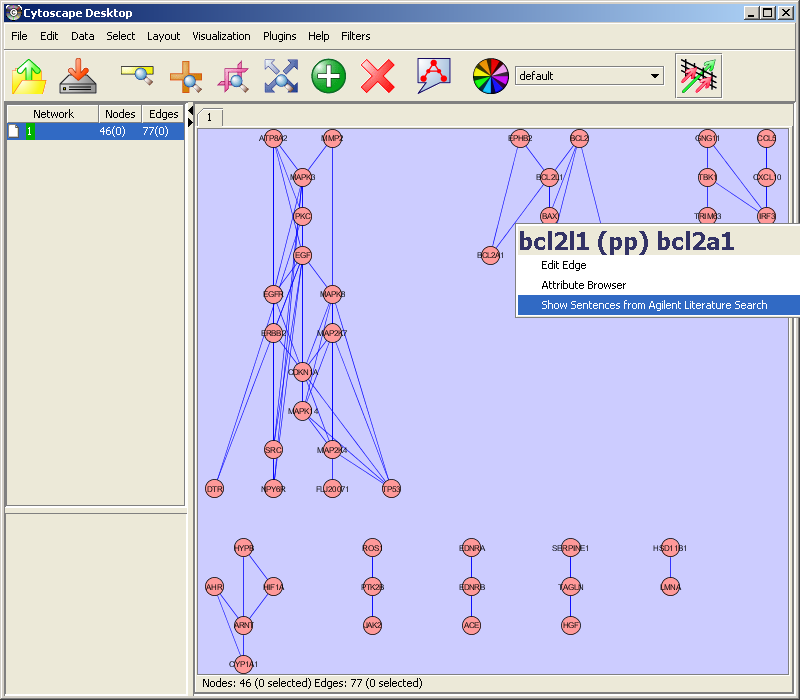 Cytoscape Desktop
File Edit Data Select Layout Visualization Plugins Help Filters
default
Network Nodes Edges
1 46(0) 77(0)
1
ATP8A2 MMP2 EPHB2 BCL2 GNG11 CCL5
MAPK3 BCL2L1 TBK1 CXCL10
PKC BAX TRIM63 IRF3
EGF BCL2A1
bcl2l1 (pp) bcl2a1
Edit Edge
Attribute Browser
Show Sentences from Agilent Literature Search
EGFR MAPK8
ERBB2 MAP2K7
CDKN1A
MAPK14
SRC MAP2K4
DTR NPY6R FLJ20071 TP53
HYPB ROS1 EDNRA SERPINE1 HSD11B1
AHR HIF1A PTK2B EDNRB TAGLN LMNA
ARNT JAK2 ACE HGF
CYP1A1
Nodes: 46 (0 selected) Edges: 77 (0 selected)